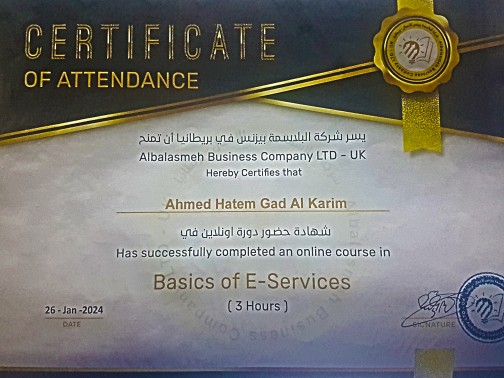 CERTIFICATE
OF ATTENDANCE
يسر شركة البلاسمة بيزنس في بريطانيا أن تمنح
Albalasmeh Business Company LTD - UK
Hereby Certifies that
Ahmed Hatem Gad Al Karim
شهادة حضور دورة اونلاين في
Has successfully completed an online course in
Basics of E-Services
( 3 Hours )
26 - Jan -2024
DATE
SIGNATURE